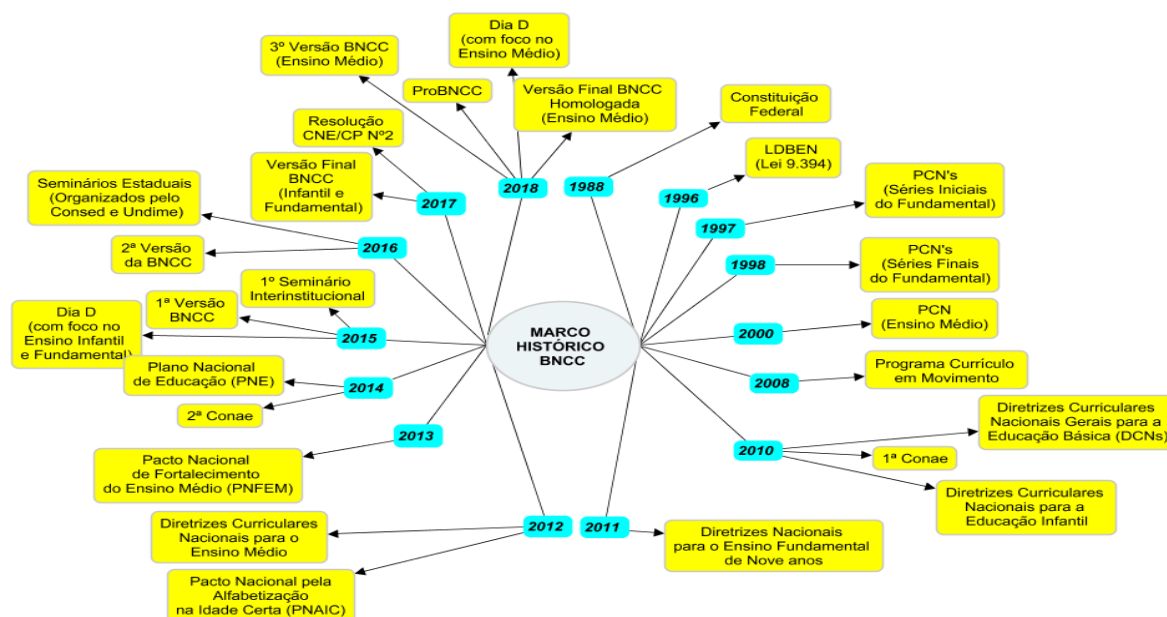 MARCO
HISTÓRICO
BNCC
1988
Constituição
Federal
1996
LDBEN
(Lei 9.394)
1997
PCN's
(Séries Iniciais
do Fundamental)
1998
PCN's
(Séries Finais
do Fundamental)
2000
PCN
(Ensino Médio)
2008
Programa Currículo
em Movimento
2010
Diretrizes Curriculares
Nacionais Gerais para a
Educação Básica (DCNs)
1ª Conae
Diretrizes Curriculares
Nacionais para a
Educação Infantil
2011
Diretrizes Nacionais
para o Ensino Fundamental
de Nove anos
2012
Diretrizes Curriculares
Nacionais para o
Ensino Médio
Pacto Nacional pela
Alfabetização
na Idade Certa (PNAIC)
2013
Pacto Nacional
de Fortalecimento
do Ensino Médio (PNFEM)
2014
Plano Nacional
de Educação (PNE)
2ª Conae
2015
1º Seminário
Interinstitucional
1ª Versão
BNCC
Dia D
(com foco no
Ensino Infantil
e Fundamental)
2016
Seminários Estaduais
(Organizados pelo
Consed e Undime)
2ª Versão
da BNCC
2017
Resolução
CNE/CP Nº2
Versão Final
BNCC
(Infantil e
Fundamental)
2018
3º Versão BNCC
(Ensino Médio)
ProBNCC
Dia D
(com foco no
Ensino Médio)
Versão Final BNCC
Homologada
(Ensino Médio)